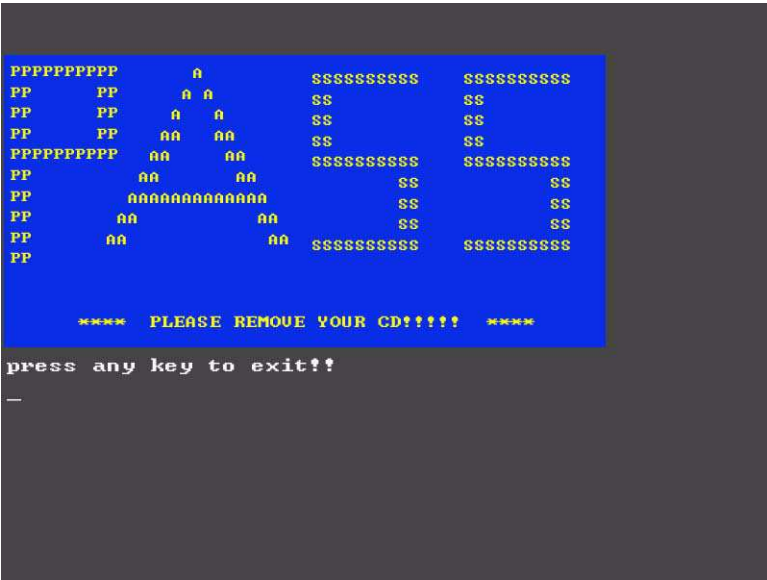 PPPPPPPPPP A SSSSSSSSSS SSSSSSSSSS
PP PP A A SS SS
PP PP A A SS SS
PP PP AA AA SS SS
PPPPPPPPPP AA AA SSSSSSSSSS SSSSSSSSSS
PP AA AA SS SS
PP AAAAAAAAAAAAA SS SS
PP AA AA SS SS
PP AA AA SSSSSSSSSS SSSSSSSSSS
PP
**** PLEASE REMOVE YOUR CD!!!!! ****
press any key to exit!!
_